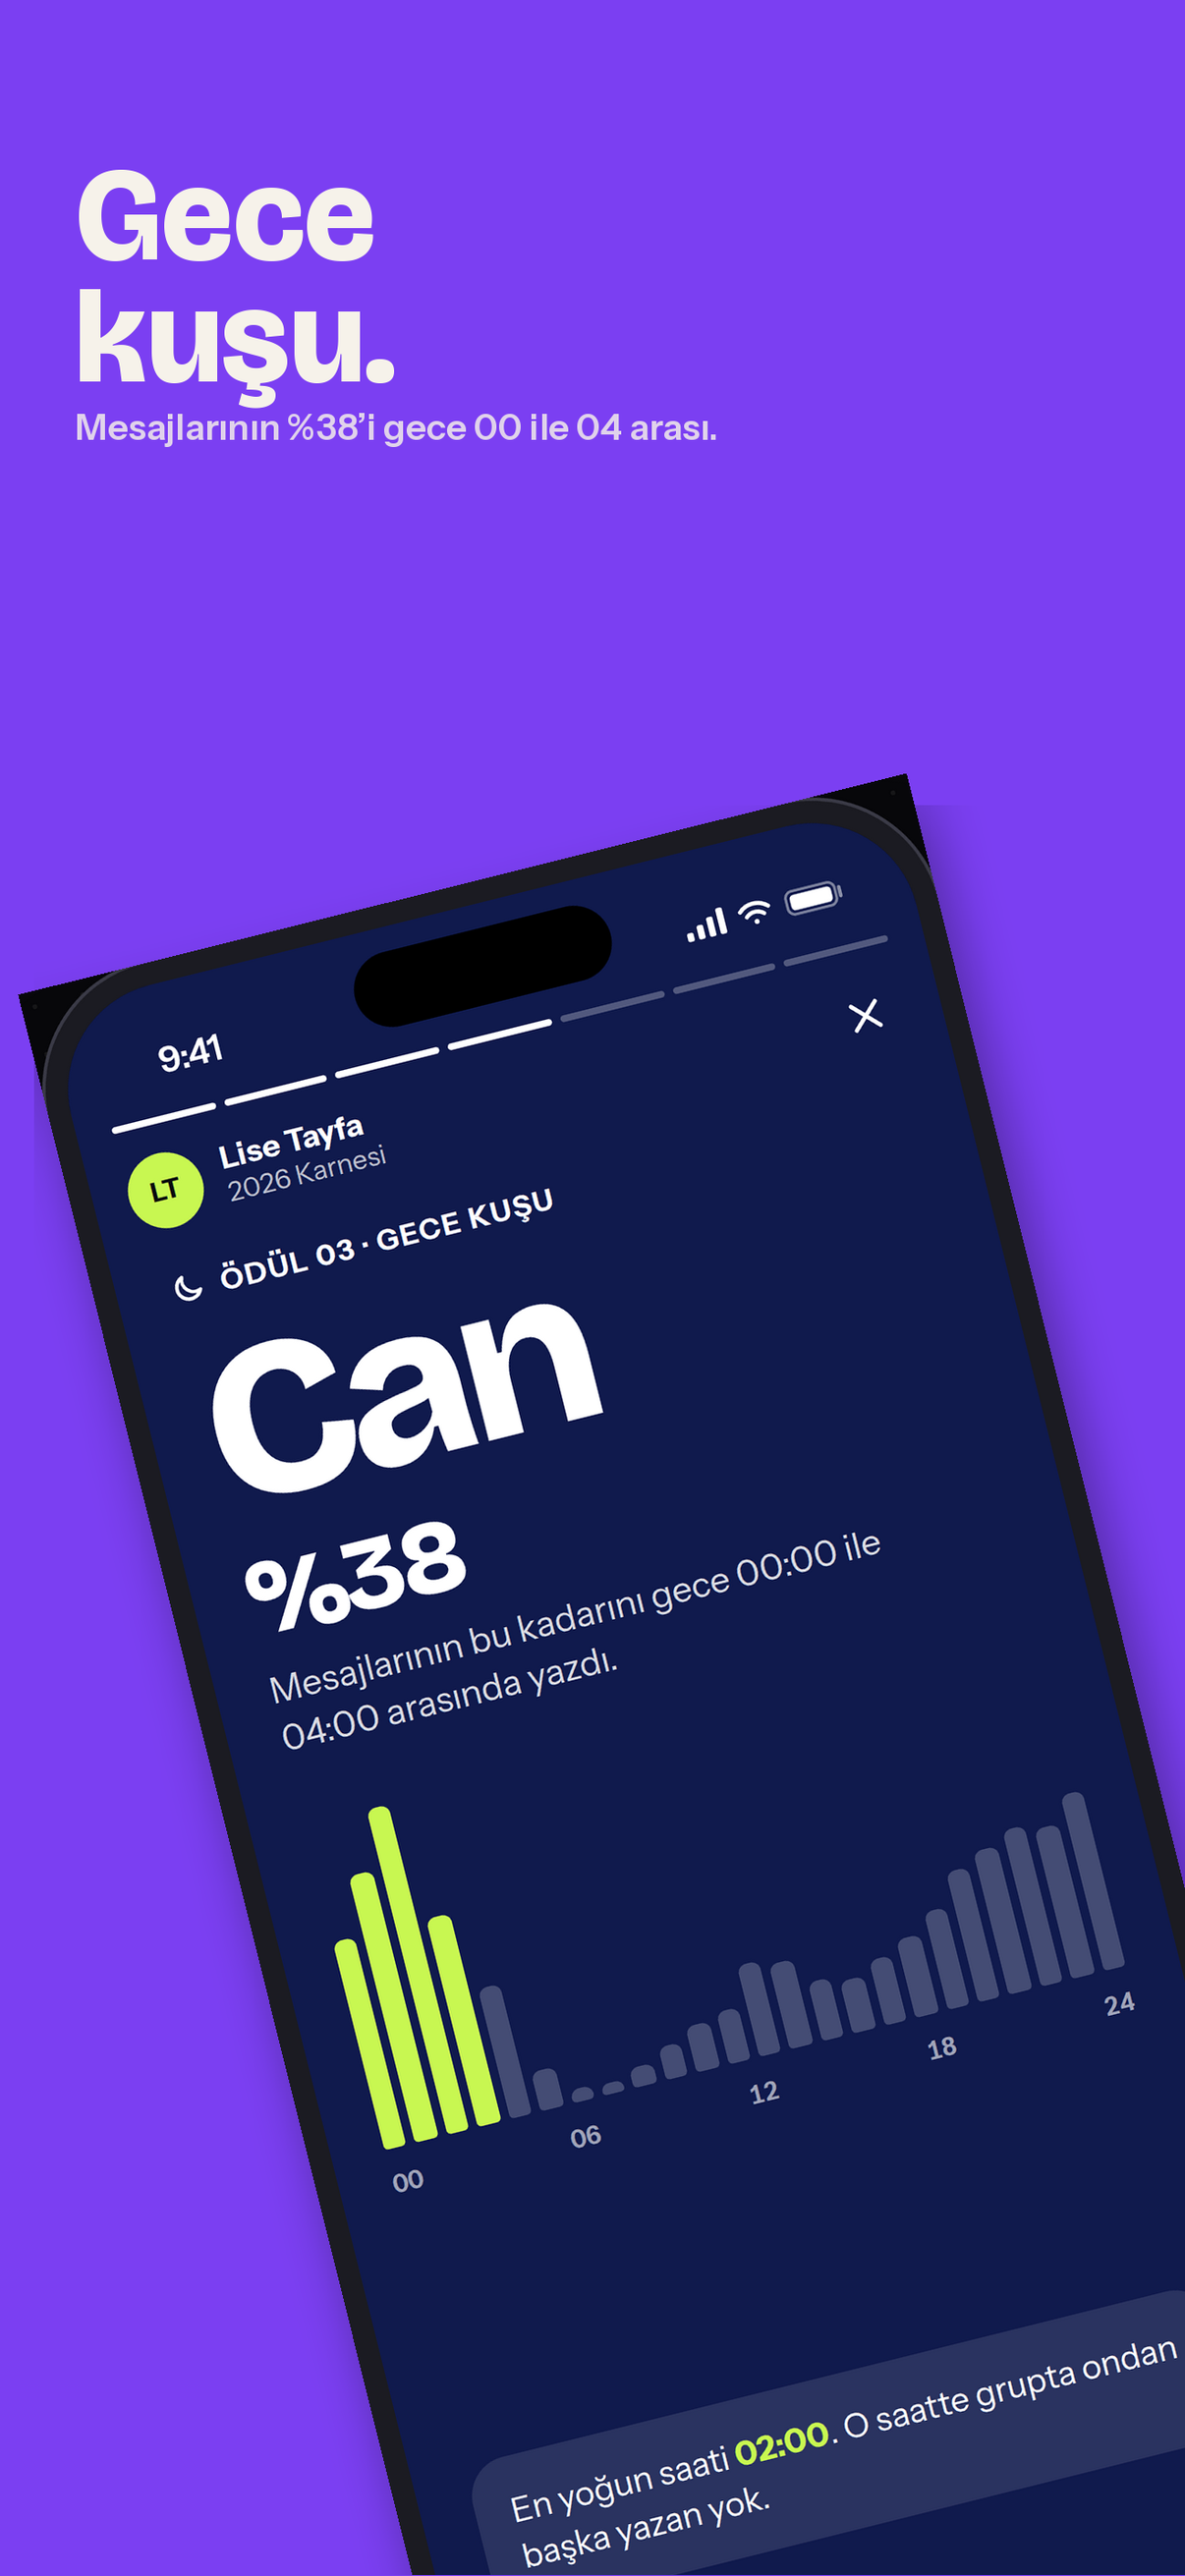 Gece
kuşu.
Mesajlarının %38’i gece 00 ile 04 arası.
9:41
LT
Lise Tayfa
2026 Karnesi
ÖDÜL 03 · GECE KUŞU
Can
%38
Mesajlarının bu kadarını gece 00:00 ile
04:00 arasında yazdı.
00
06
12
18
24
En yoğun saati 02:00. O saatte grupta ondan
başka yazan yok.